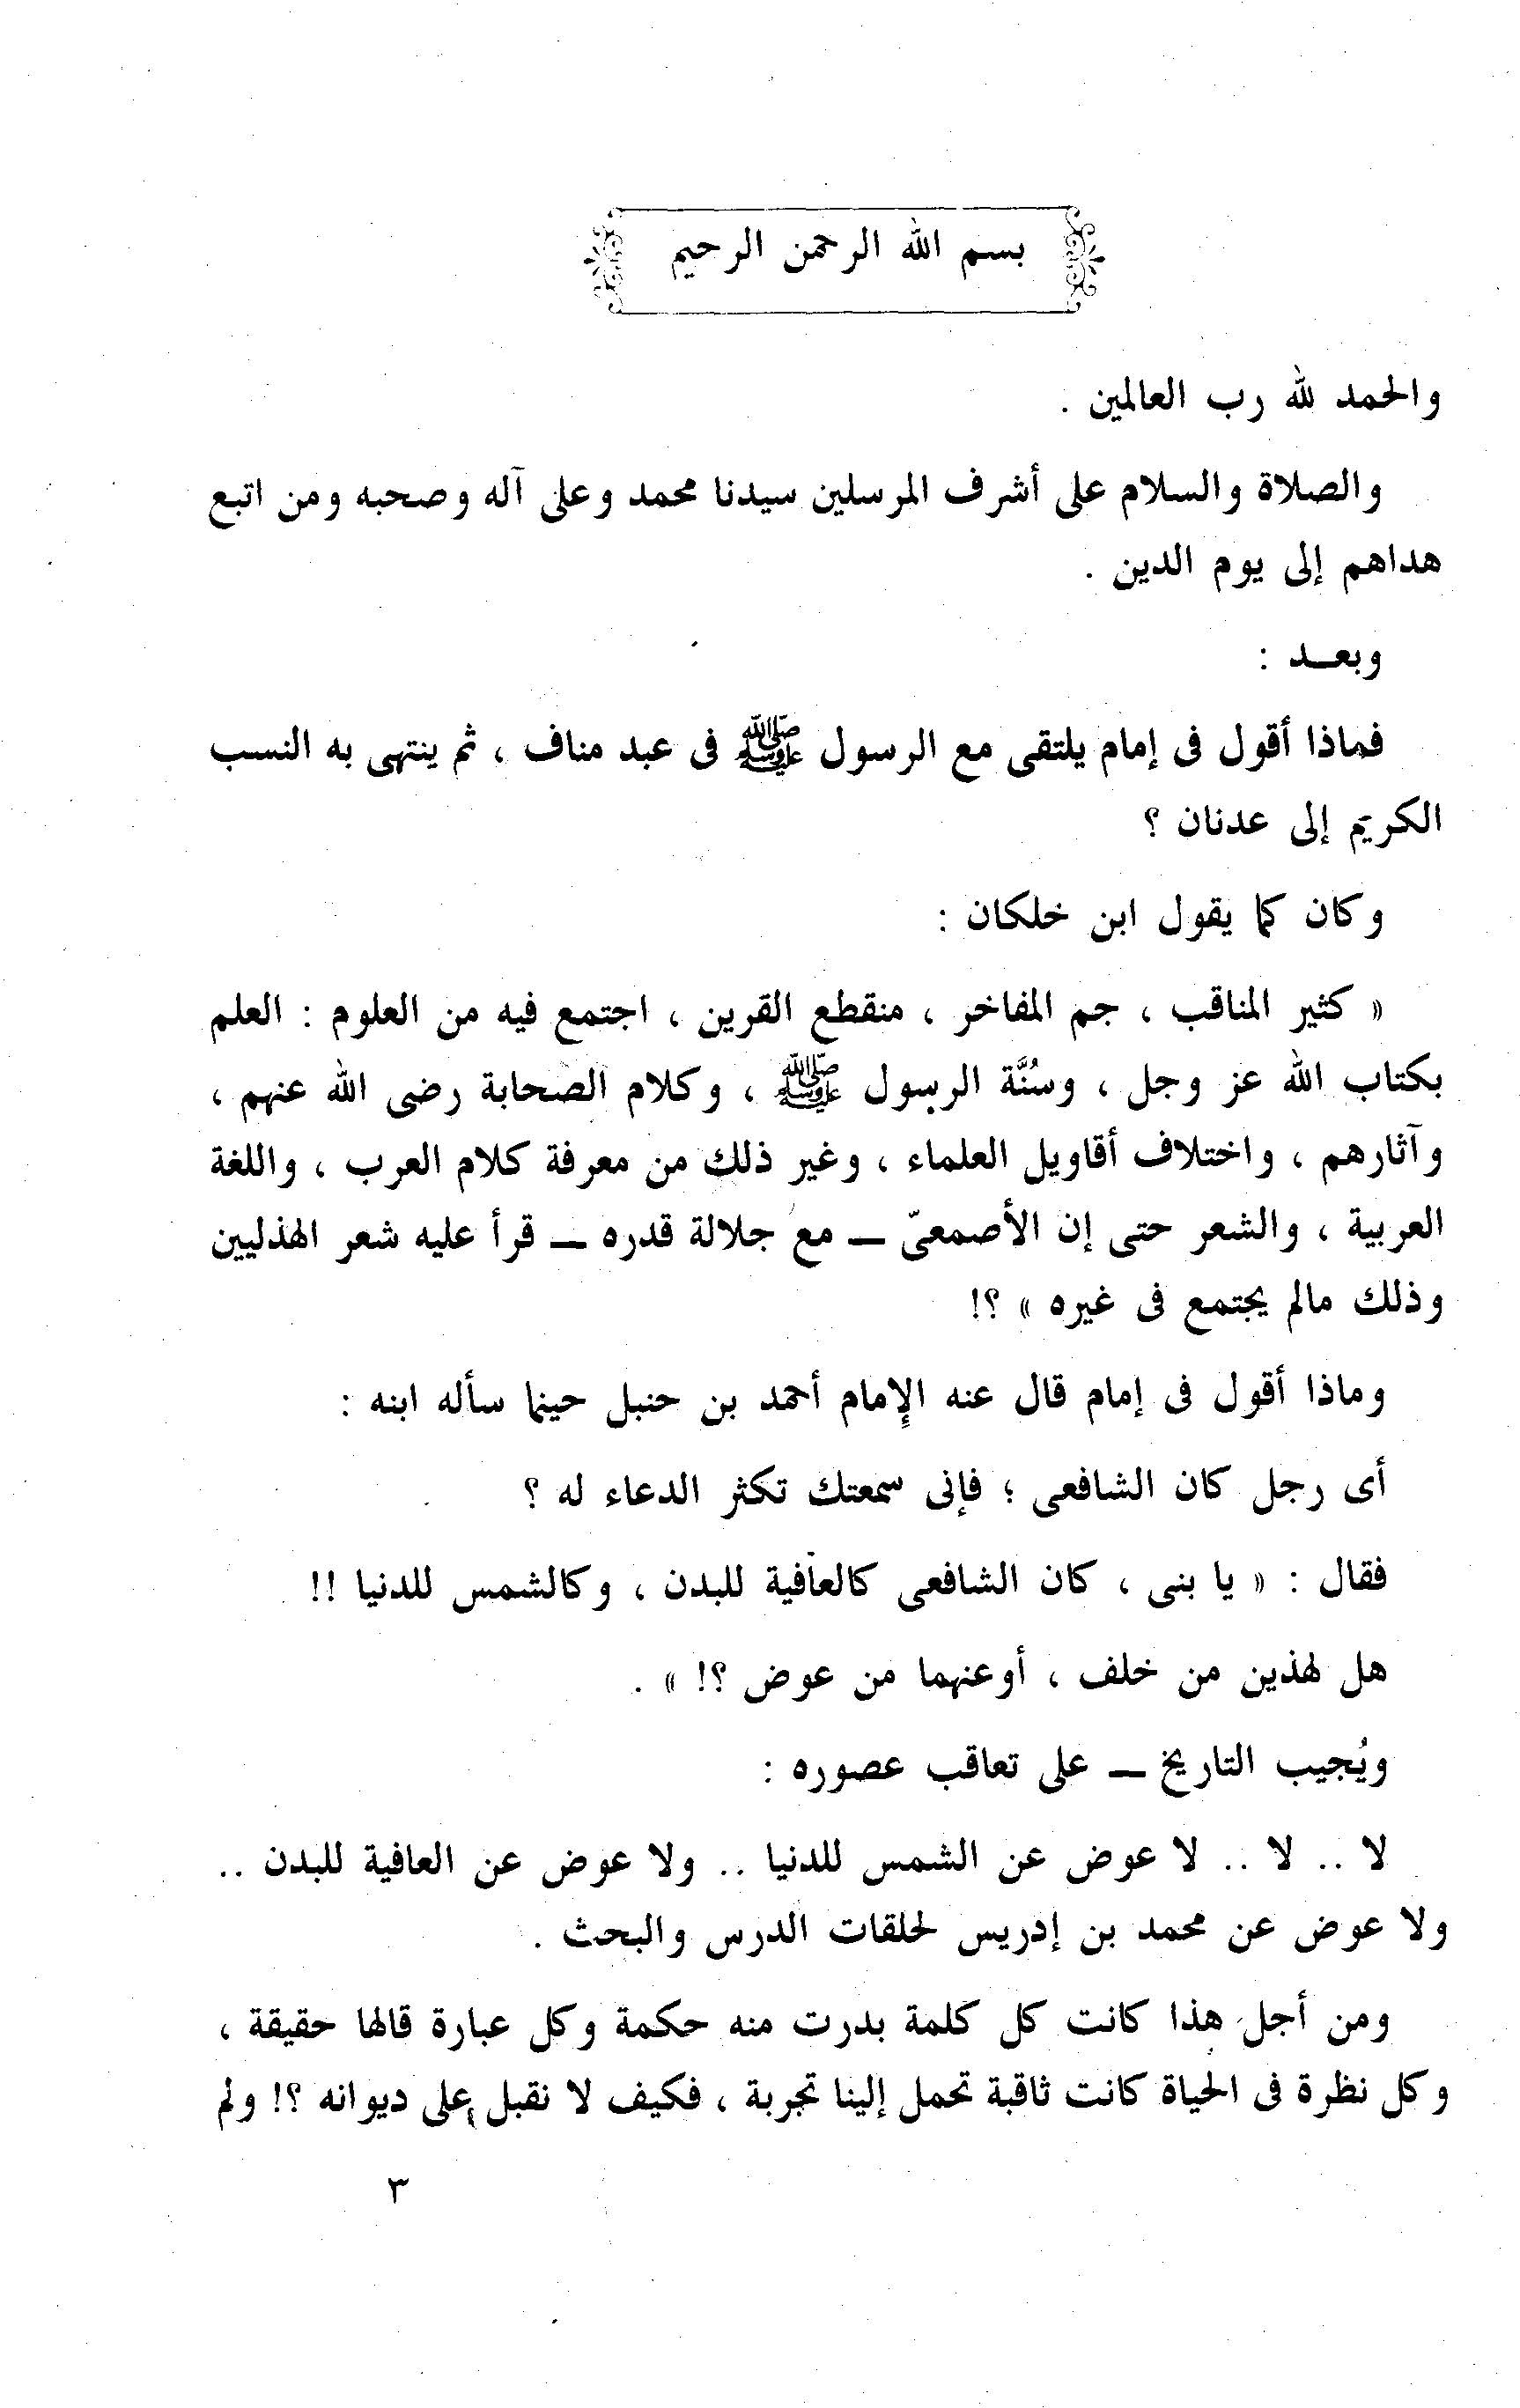 بسم الله الرحمن الرحيم
والحمد لله رب العالمين .
والصلاة والسلام على أشرف المرسلين سيدنا محمد وعلى آله وصحبه ومن اتبع
هداهم إلى يوم الدين .
وبعـد :
فماذا أقول فى إمام يلتقى مع الرسول ﷺ فى عبد مناف ، ثم ينتهى به النسب
الكريم إلى عدنان ؟
وكان كما يقول ابن خلكان :
« كثير المناقب ، جم المفاخر ، منقطع القرين ، اجتمع فيه من العلوم : العلم
بكتاب الله عز وجل ، وسُنَّة الرسول ﷺ ، وكلام الصحابة رضى الله عنهم ،
وآثارهم ، واختلاف أقاويل العلماء ، وغير ذلك من معرفة كلام العرب ، واللغة
العربية ، والشعر حتى إن الأصمعىّ — مع جلالة قدره — قرأ عليه شعر الهذليين
وذلك مالم يجتمع فى غيره » ؟!
وماذا أقول فى إمام قال عنه الإمام أحمد بن حنبل حينما سأله ابنه :
أى رجل كان الشافعى ؛ فإنى سمعتك تكثر الدعاء له ؟
فقال : « يا بنى ، كان الشافعى كالعافية للبدن ، وكالشمس للدنيا !!
هل لهذين من خلف ، أوعنهما من عوض ؟! » .
ويُجيب التاريخ — على تعاقب عصوره :
لا .. لا .. لا عوض عن الشمس للدنيا .. ولا عوض عن العافية للبدن ..
ولا عوض عن محمد بن إدريس لحلقات الدرس والبحث .
ومن أجل هذا كانت كل كلمة بدرت منه حكمة وكل عبارة قالها حقيقة ،
وكل نظرة فى الحياة كانت ثاقبة تحمل إلينا تجربة ، فكيف لا نقبل على ديوانه ؟! ولم
٣